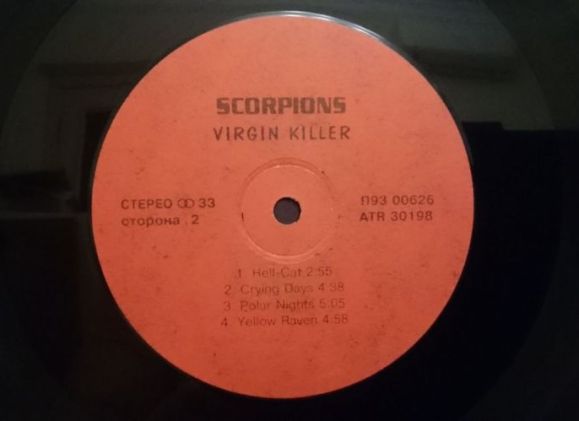 SCORPIONS
VIRGIN KILLER
СТЕРЕО ꝏ 33
сторона . 2
П93 00626
ATR 30198
1 Hell-Cat 2:55
2 Crying Days 4:38
3 Polur Nights 5:05
4 Yellow Raven 4:58